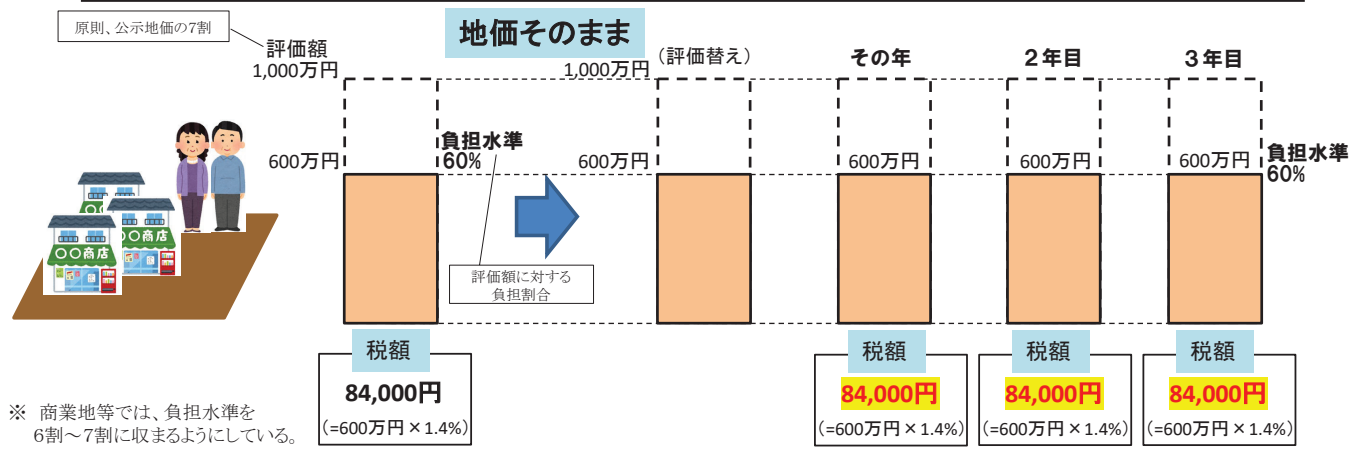 原則、公示地価の7割
評価額
1,000万円
地価そのまま
1,000万円
(評価替え)
その年
2年目
3年目
600万円
負担水準
60%
600万円
600万円
600万円
600万円
負担水準
60%
○○商店
○○商店
○○商店
評価額に対する
負担割合
税額
84,000円
(=600万円×1.4%)
税額
84,000円
(=600万円×1.4%)
税額
84,000円
(=600万円×1.4%)
税額
84,000円
(=600万円×1.4%)
※ 商業地等では、負担水準を
6割~7割に収まるようにしている。